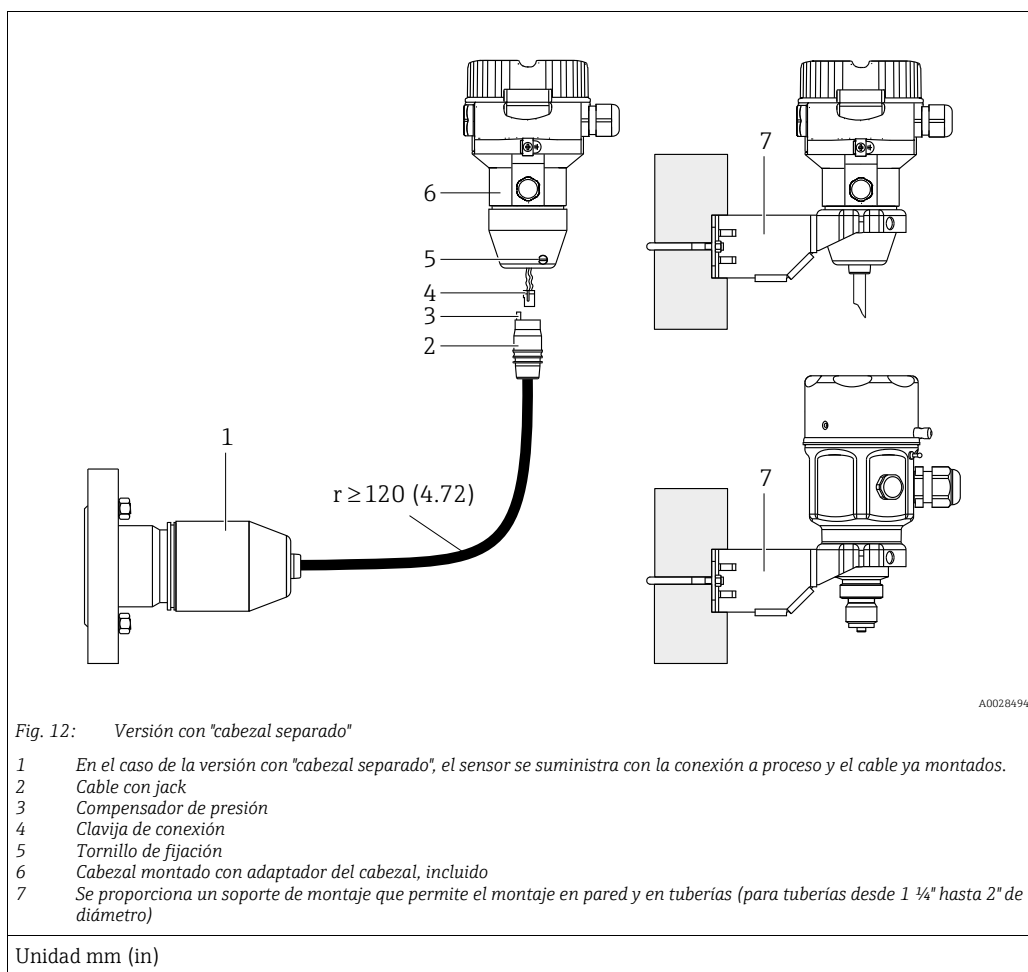 7
6
5
4
3
2
1
r ≥ 120 (4.72)
7
A0028494
Fig. 12: Versión con "cabezal separado"
1 En el caso de la versión con "cabezal separado", el sensor se suministra con la conexión a proceso y el cable ya montados.
2 Cable con jack
3 Compensador de presión
4 Clavija de conexión
5 Tornillo de fijación
6 Cabezal montado con adaptador del cabezal, incluido
7 Se proporciona un soporte de montaje que permite el montaje en pared y en tuberías (para tuberías desde 1 ¼" hasta 2" de
diámetro)
Unidad mm (in)